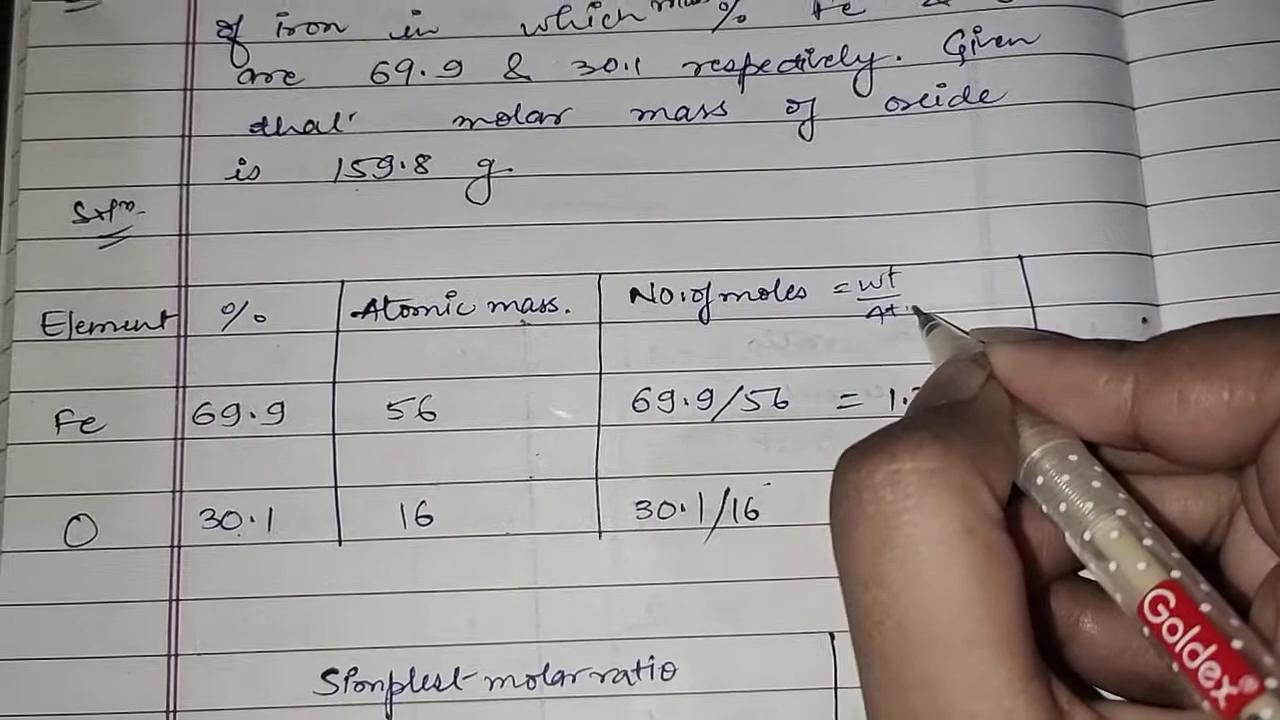 of iron in which mass % Fe &
are 69.9 & 30.1 respectively. Given
that molar mass of oxide
is 159.8 g.
Soln.
Element % Atomic mass. No. of moles = wt
At.
Fe 69.9 56 69.9/56 = 1.
O 30.1 16 30.1/16
Simplest molar ratio
Goldex®